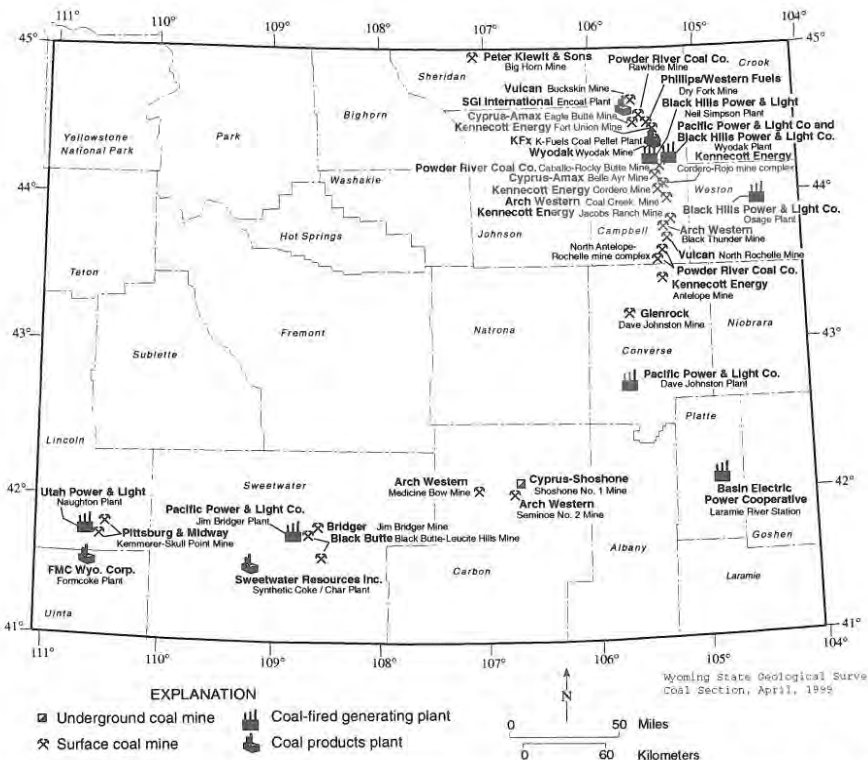 111°
110°
109°
108°
107°
106°
105°
104°
45°
45°
Peter Klewit & Sons
Big Horn Mine
Powder River Coal Co.
Rawhide Mine
Crook
Sheridan
Phillips/Western Fuels
Dry Fork Mine
Vulcan Buckskin Mine
SGI International Encoal Plant
Black Hills Power & Light
Neil Simpson Plant
Bighorn
Cyprus-Amax Eagle Butte Mine
Kennecott Energy Fort Union Mine
Pacific Power & Light Co and
Black Hills Power & Light Co.
Wyodak Plant
Park
Yellowstone
National Park
KFx K-Fuels Coal Pellet Plant
Wyodak Wyodak Mine
Kennecott Energy
Cordero-Rojo mine complex
Powder River Coal Co. Caballo-Rocky Butte Mine
Washakie
Cyprus-Amax Belle Ayr Mine
44°
44°
Kennecott Energy Cordero Mine
Weston
Arch Western Coal Creek Mine
Black Hills Power & Light Co.
Osage Plant
Kennecott Energy Jacobs Ranch Mine
Hot Springs
Johnson
Campbell
Arch Western
Black Thunder Mine
North Antelope-
Rochelle mine complex
Vulcan North Rochelle Mine
Teton
Powder River Coal Co.
Kennecott Energy
Antelope Mine
43°
43°
Fremont
Natrona
Glenrock
Dave Johnston Mine
Niobrara
Sublette
Converse
Pacific Power & Light Co.
Dave Johnston Plant
Platte
Lincoln
Sweetwater
Arch Western
Medicine Bow Mine
Cyprus-Shoshone
Shoshone No. 1 Mine
42°
42°
Utah Power & Light
Naughton Plant
Basin Electric
Power Cooperative
Laramie River Station
Pacific Power & Light Co.
Jim Bridger Plant
Arch Western
Seminoe No. 2 Mine
Bridger Jim Bridger Mine
Pittsburg & Midway
Kemmerer-Skull Point Mine
Black Butte Black Butte-Leucite Hills Mine
Goshen
Albany
FMC Wyo. Corp.
Formcoke Plant
Sweetwater Resources Inc.
Synthetic Coke / Char Plant
Carbon
Laramie
Uinta
41°
41°
111°
110°
109°
108°
107°
106°
105°
104°
Wyoming State Geological Surve
Coal Section, April, 1999
EXPLANATION
N
Underground coal mine
Coal-fired generating plant
Surface coal mine
Coal products plant
0 50 Miles
0 60 Kilometers